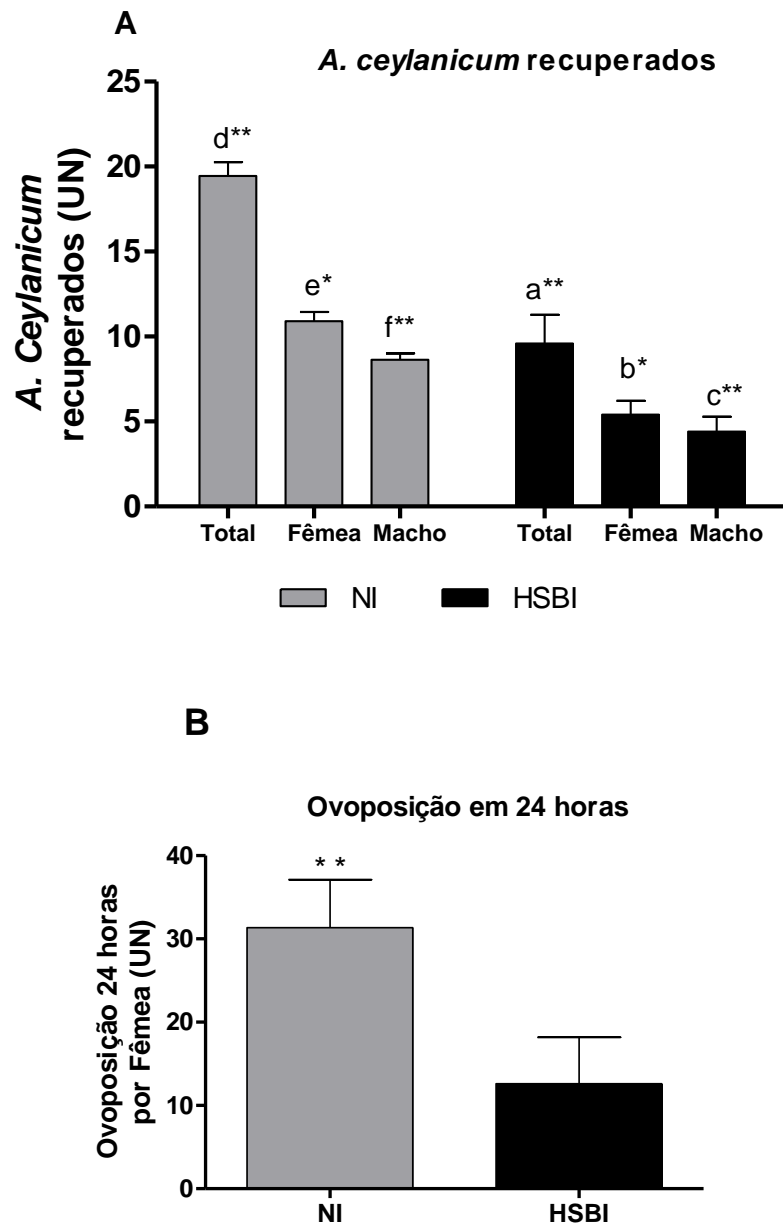 A
A. ceylanicum recuperados
A. Ceylanicum
recuperados (UN)
25
20
15
10
5
0
d**
e*
f**
a**
b*
c**
Total Fêmea Macho Total Fêmea Macho
NI HSBI
B
Ovoposição em 24 horas
Ovoposição 24 horas
por Fêmea (UN)
40
30
20
10
0
* *
NI HSBI